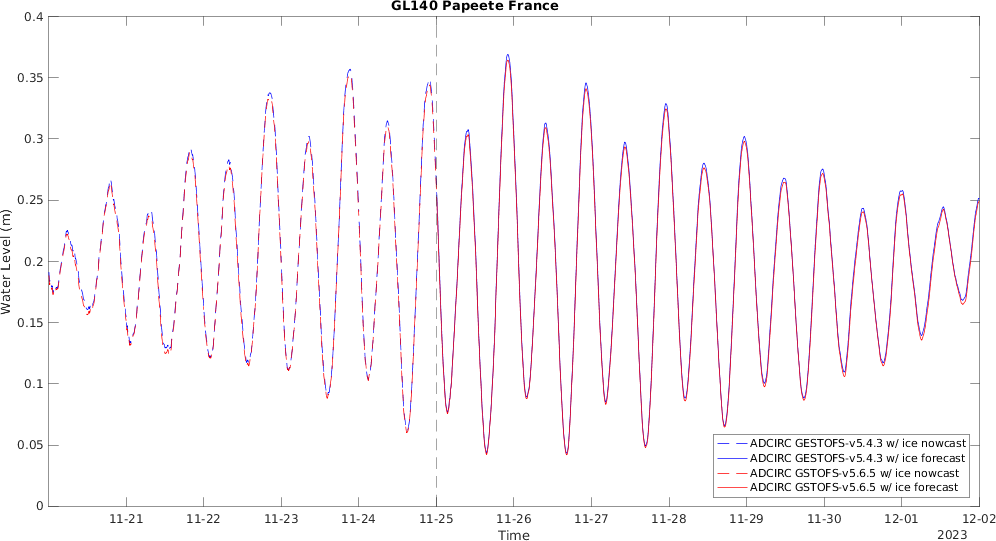 GL140 Papeete France
0.4
0.35
0.3
0.25
0.2
0.15
0.1
0.05
0
Water Level (m)
ADCIRC GESTOFS-v5.4.3 w/ ice nowcast
ADCIRC GESTOFS-v5.4.3 w/ ice forecast
ADCIRC GSTOFS-v5.6.5 w/ ice nowcast
ADCIRC GSTOFS-v5.6.5 w/ ice forecast
11-21 11-22 11-23 11-24 11-25 11-26 11-27 11-28 11-29 11-30 12-01 12-02
Time
2023